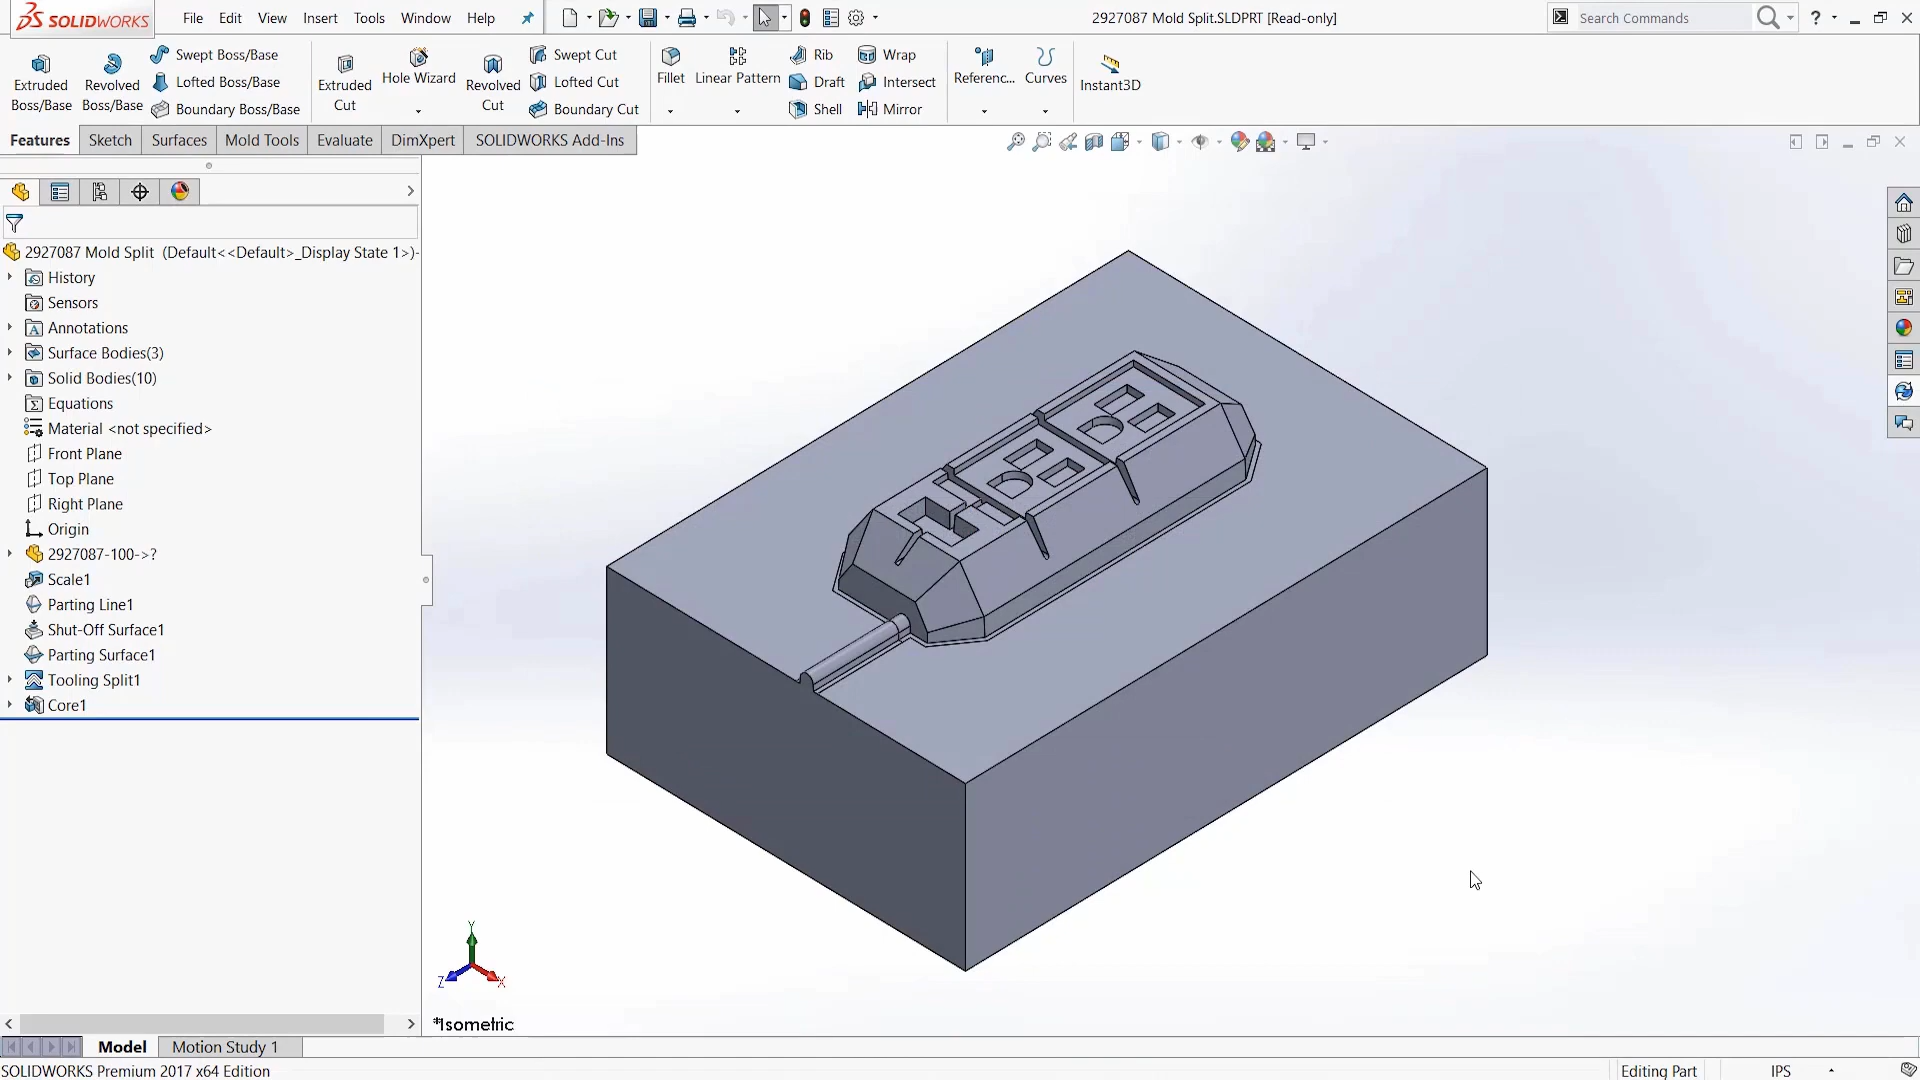 SOLIDWORKS File Edit View Insert Tools Window Help 2927087 Mold Split.SLDPRT [Read-only] Search Commands ?
Extruded Boss/Base
Revolved Boss/Base
Swept Boss/Base
Lofted Boss/Base
Boundary Boss/Base
Extruded Cut
Hole Wizard
Revolved Cut
Swept Cut
Lofted Cut
Boundary Cut
Fillet
Linear Pattern
Rib
Draft
Shell
Wrap
Intersect
Mirror
Referenc...
Curves
Instant3D
Features Sketch Surfaces Mold Tools Evaluate DimXpert SOLIDWORKS Add-Ins
2927087 Mold Split (Default<<Default>_Display State 1>)-
History
Sensors
Annotations
Surface Bodies(3)
Solid Bodies(10)
Equations
Material <not specified>
Front Plane
Top Plane
Right Plane
Origin
2927087-100->?
Scale1
Parting Line1
Shut-Off Surface1
Parting Surface1
Tooling Split1
Core1
Y
Z X
*Isometric
Model Motion Study 1
SOLIDWORKS Premium 2017 x64 Edition Editing Part IPS